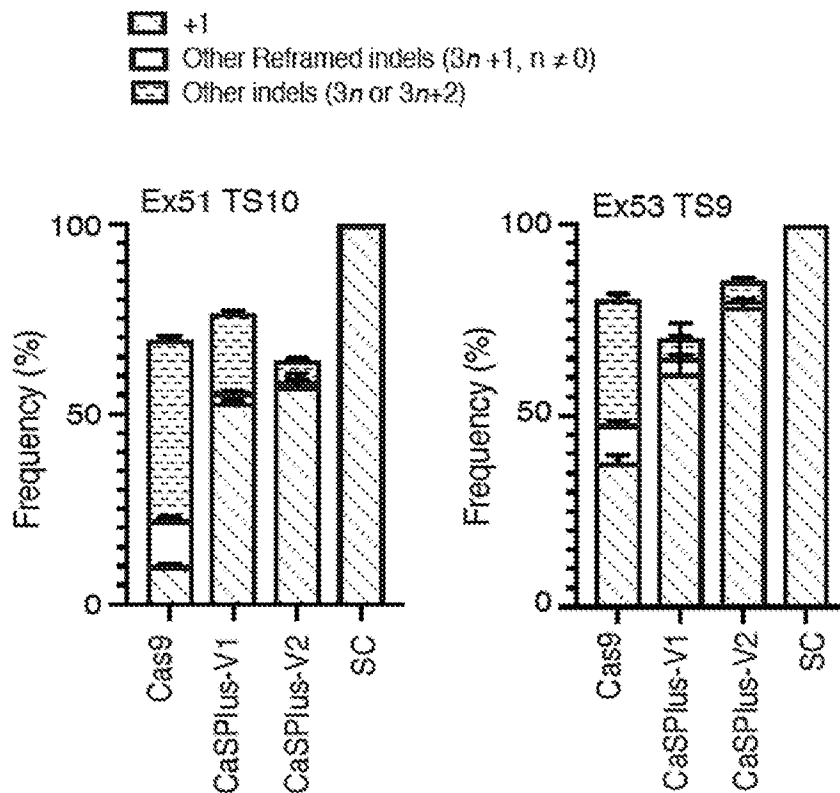 +1
Other Reframed indels (3n +1, n ≠ 0)
Other indels (3n or 3n+2)
Ex51 TS10
Frequency (%)
100
50
0
Cas9
CaSPlus-V1
CaSPlus-V2
SC
Ex53 TS9
Frequency (%)
100
50
0
Cas9
CaSPlus-V1
CaSPlus-V2
SC